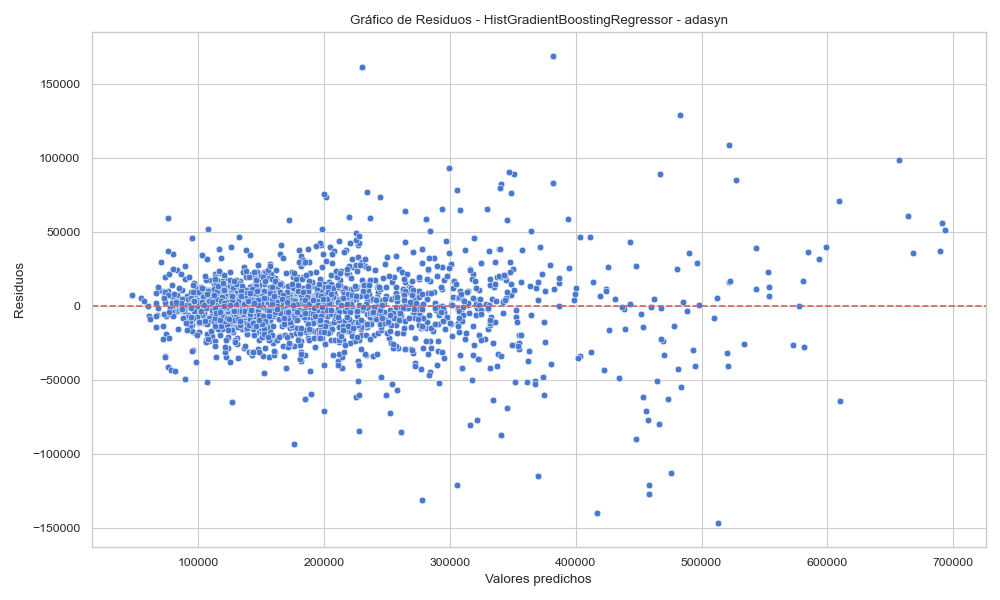 Gráfico de Residuos - HistGradientBoostingRegressor - adasyn
Residuos
150000
100000
50000
0
−50000
−100000
−150000
100000 200000 300000 400000 500000 600000 700000
Valores predichos